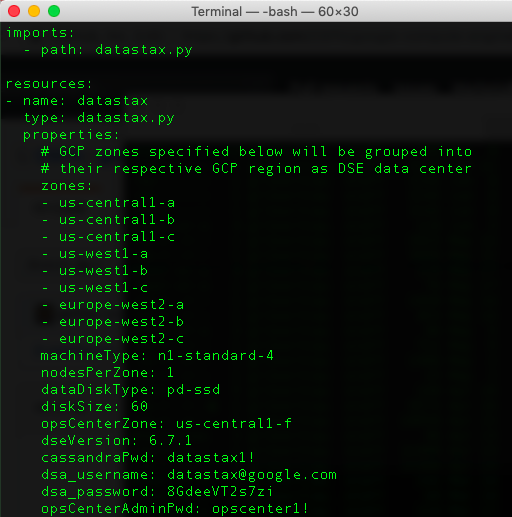 Terminal — -bash — 60×30
imports:
  - path: datastax.py

resources:
- name: datastax
  type: datastax.py
  properties:
    # GCP zones specified below will be grouped into
    # their respective GCP region as DSE data center
    zones:
    - us-central1-a
    - us-central1-b
    - us-central1-c
    - us-west1-a
    - us-west1-b
    - us-west1-c
    - europe-west2-a
    - europe-west2-b
    - europe-west2-c
    machineType: n1-standard-4
    nodesPerZone: 1
    dataDiskType: pd-ssd
    diskSize: 60
    opsCenterZone: us-central1-f
    dseVersion: 6.7.1
    cassandraPwd: datastax1!
    dsa_username: datastax@google.com
    dsa_password: 8GdeeVT2s7zi
    opsCenterAdminPwd: opscenter1!